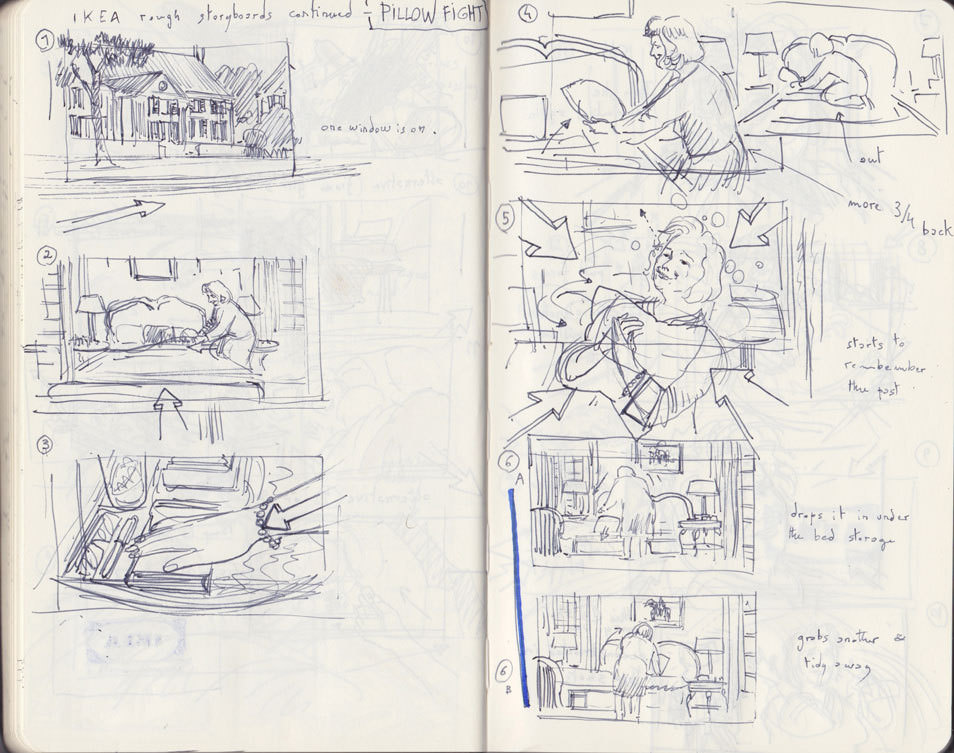 IKEA rough storyboards continued : PILLOW FIGHT
1
one window is on.
2
3
4
out
more 3/4 back
5
starts to
remember
the past
6
A
drops it in under
the bed storage
6
B
grabs another &
tidy away